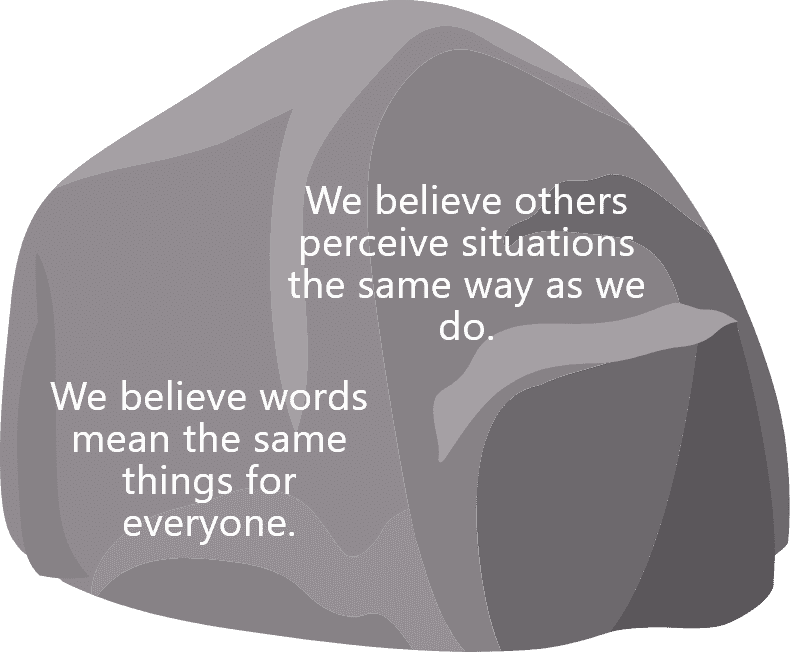 We believe others
perceive situations
the same way as we
do.
We believe words
mean the same
things for
everyone.